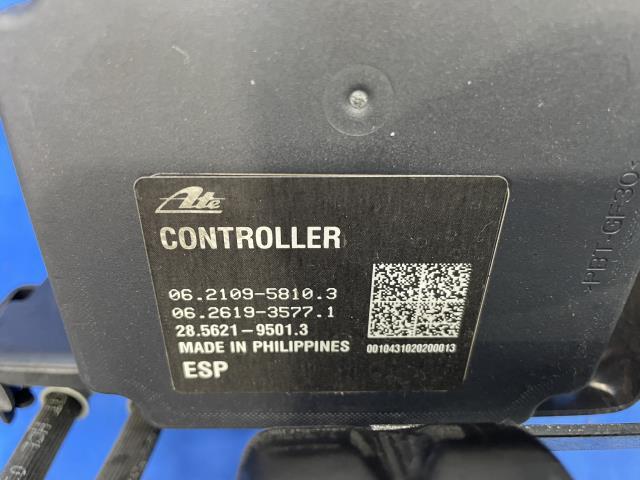 Ate
CONTROLLER
06.2109-5810.3
06.2619-3577.1
28.5621-9501.3
MADE IN PHILIPPINES
0010431020200013
ESP
>PBT GF30<